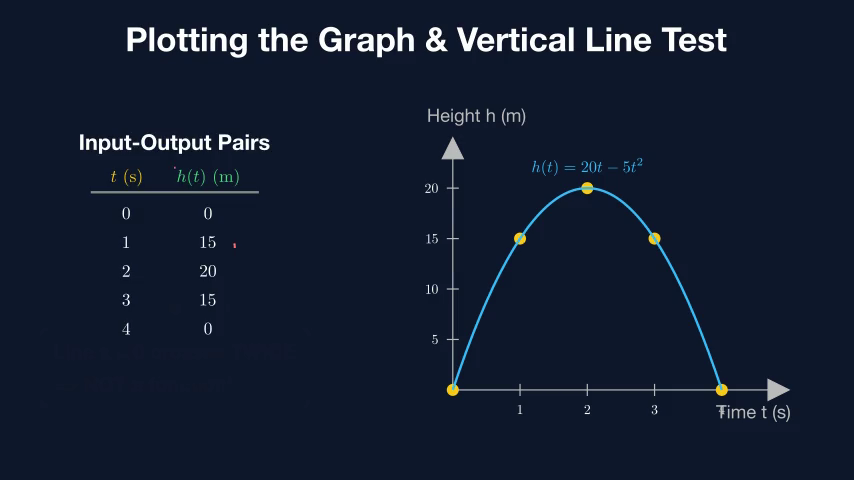 Plotting the Graph & Vertical Line Test
Input-Output Pairs
t (s) h(t) (m)
0 0
1 15
2 20
3 15
4 0
Height h (m)
h(t) = 20t − 5t²
20
15
10
5
1 2 3
Time t (s)